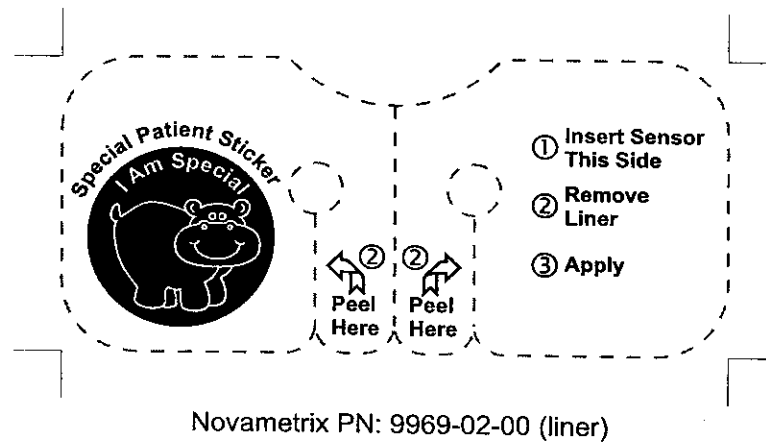 Special Patient Sticker
I Am Special
① Insert Sensor
This Side
② Remove
Liner
③ Apply
② ②
Peel Peel
Here Here
Novametrix PN: 9969-02-00 (liner)